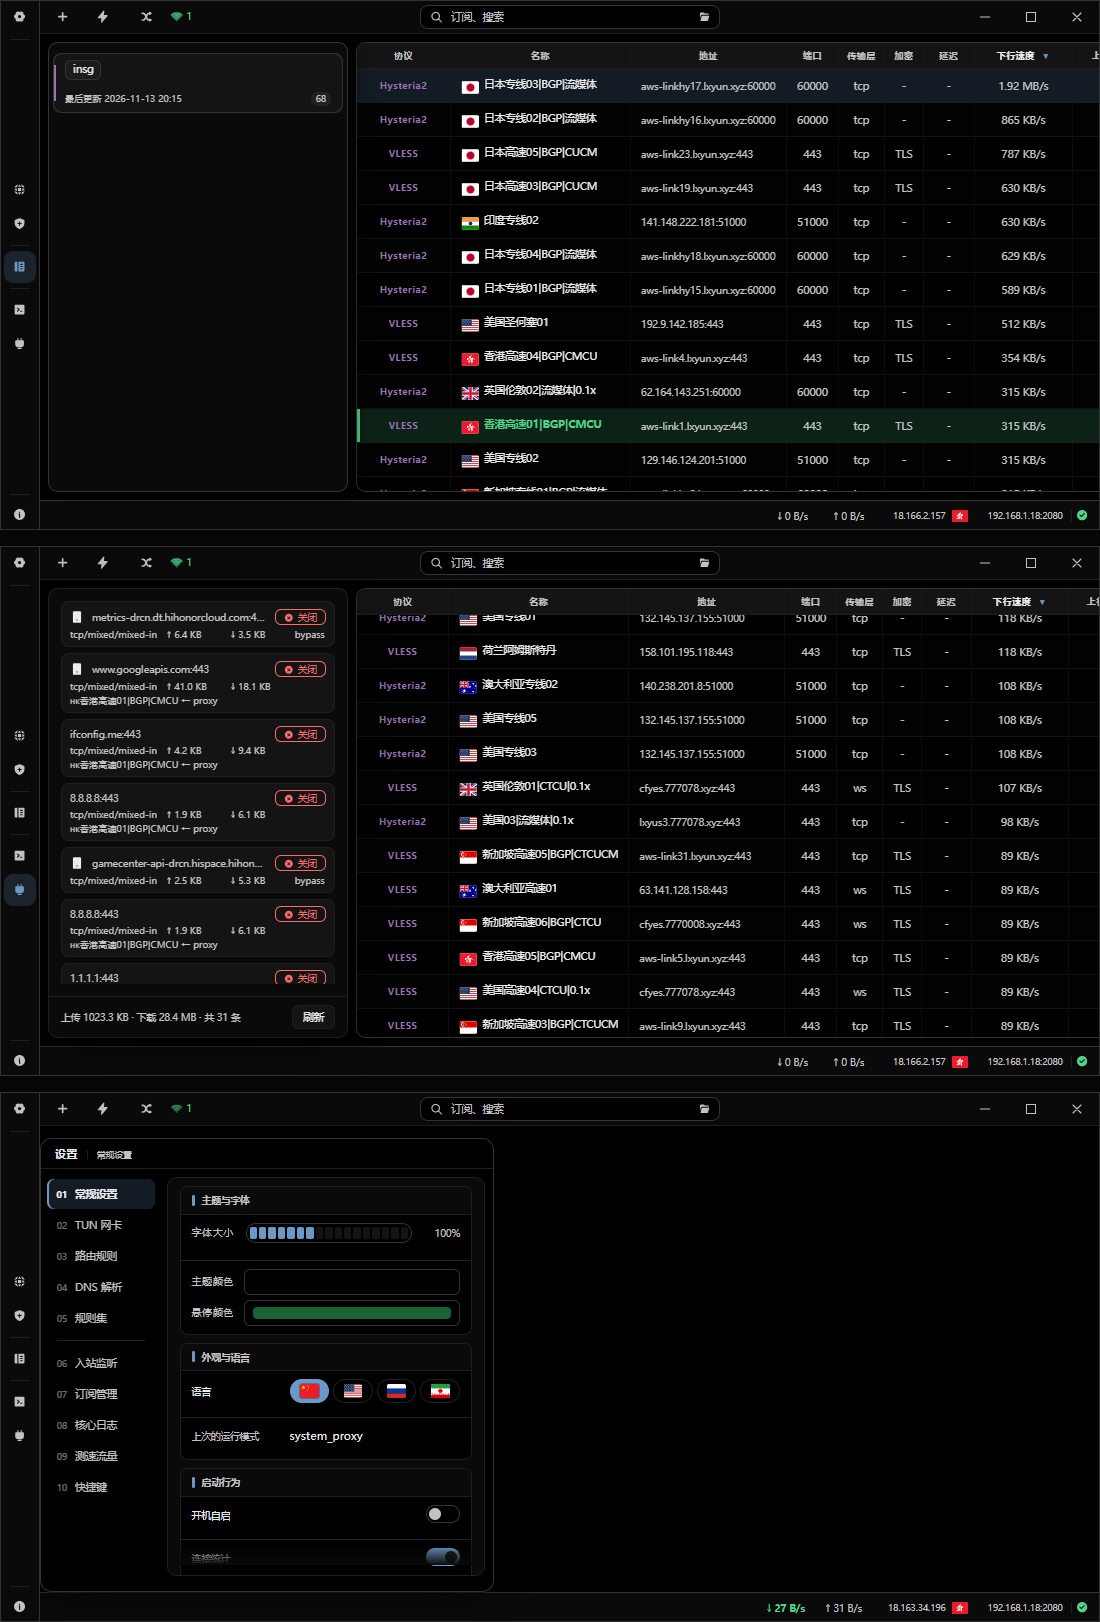 1
订阅、搜索
insg
最后更新 2026-11-13 20:15
68
协议 名称 地址 端口 传输层 加密 延迟 下行速度 ▼ 上
Hysteria2 日本专线03|BGP|流媒体 aws-linkhy17.lxyun.xyz:60000 60000 tcp - - 1.92 MB/s
Hysteria2 日本专线02|BGP|流媒体 aws-linkhy16.lxyun.xyz:60000 60000 tcp - - 865 KB/s
VLESS 日本高速05|BGP|CUCM aws-link23.lxyun.xyz:443 443 tcp TLS - 787 KB/s
VLESS 日本高速03|BGP|CUCM aws-link19.lxyun.xyz:443 443 tcp TLS - 630 KB/s
Hysteria2 印度专线02 141.148.222.181:51000 51000 tcp - - 630 KB/s
Hysteria2 日本专线04|BGP|流媒体 aws-linkhy18.lxyun.xyz:60000 60000 tcp - - 629 KB/s
Hysteria2 日本专线01|BGP|流媒体 aws-linkhy15.lxyun.xyz:60000 60000 tcp - - 589 KB/s
VLESS 美国圣何塞01 192.9.142.185:443 443 tcp TLS - 512 KB/s
VLESS 香港高速04|BGP|CMCU aws-link4.lxyun.xyz:443 443 tcp TLS - 354 KB/s
Hysteria2 英国伦敦02|流媒体|0.1x 62.164.143.251:60000 60000 tcp - - 315 KB/s
VLESS 香港高速01|BGP|CMCU aws-link1.lxyun.xyz:443 443 tcp TLS - 315 KB/s
Hysteria2 美国专线02 129.146.124.201:51000 51000 tcp - - 315 KB/s
↓ 0 B/s ↑ 0 B/s 18.166.2.157 192.168.1.18:2080
1
订阅、搜索
metrics-drcn.dt.hihonorcloud.com:4... 关闭
tcp/mixed/mixed-in ↑ 6.4 KB ↓ 3.5 KB bypass
www.googleapis.com:443 关闭
tcp/mixed/mixed-in ↑ 41.0 KB ↓ 18.1 KB
HK香港高速01|BGP|CMCU ← proxy
ifconfig.me:443 关闭
tcp/mixed/mixed-in ↑ 4.2 KB ↓ 9.4 KB
HK香港高速01|BGP|CMCU ← proxy
8.8.8.8:443 关闭
tcp/mixed/mixed-in ↑ 1.9 KB ↓ 6.1 KB
HK香港高速01|BGP|CMCU ← proxy
gamecenter-api-drcn.hispace.hihon... 关闭
tcp/mixed/mixed-in ↑ 2.5 KB ↓ 5.3 KB bypass
8.8.8.8:443 关闭
tcp/mixed/mixed-in ↑ 1.9 KB ↓ 6.1 KB
HK香港高速01|BGP|CMCU ← proxy
1.1.1.1:443 关闭
上传 1023.3 KB · 下载 28.4 MB · 共 31 条 刷新
协议 名称 地址 端口 传输层 加密 延迟 下行速度 ▼ 上行
Hysteria2 美国专线01 132.145.137.155:51000 51000 tcp - - 118 KB/s
VLESS 荷兰阿姆斯特丹 158.101.195.118:443 443 tcp TLS - 118 KB/s
Hysteria2 澳大利亚专线02 140.238.201.8:51000 51000 tcp - - 108 KB/s
Hysteria2 美国专线05 132.145.137.155:51000 51000 tcp - - 108 KB/s
Hysteria2 美国专线03 132.145.137.155:51000 51000 tcp - - 108 KB/s
VLESS 英国伦敦01|CTCU|0.1x cfyes.777078.xyz:443 443 ws TLS - 107 KB/s
Hysteria2 美国03|流媒体|0.1x lxyus3.777078.xyz:443 443 tcp - - 98 KB/s
VLESS 新加坡高速05|BGP|CTCUCM aws-link31.lxyun.xyz:443 443 tcp TLS - 89 KB/s
VLESS 澳大利亚高速01 63.141.128.158:443 443 ws TLS - 89 KB/s
VLESS 新加坡高速06|BGP|CTCU cfyes.7770008.xyz:443 443 ws TLS - 89 KB/s
VLESS 香港高速05|BGP|CMCU aws-link5.lxyun.xyz:443 443 tcp TLS - 89 KB/s
VLESS 美国高速04|CTCU|0.1x cfyes.777078.xyz:443 443 ws TLS - 89 KB/s
VLESS 新加坡高速03|BGP|CTCUCM aws-link9.lxyun.xyz:443 443 tcp TLS - 89 KB/s
↓ 0 B/s ↑ 0 B/s 18.166.2.157 192.168.1.18:2080
1
订阅、搜索
设置 常规设置
01 常规设置
02 TUN 网卡
03 路由规则
04 DNS 解析
05 规则集
06 入站监听
07 订阅管理
08 核心日志
09 测速流量
10 快捷键
主题与字体
字体大小 100%
主题颜色
悬停颜色
外观与语言
语言
上次的运行模式 system_proxy
启动行为
开机自启
连接统计
↓ 27 B/s ↑ 31 B/s 18.163.34.196 192.168.1.18:2080